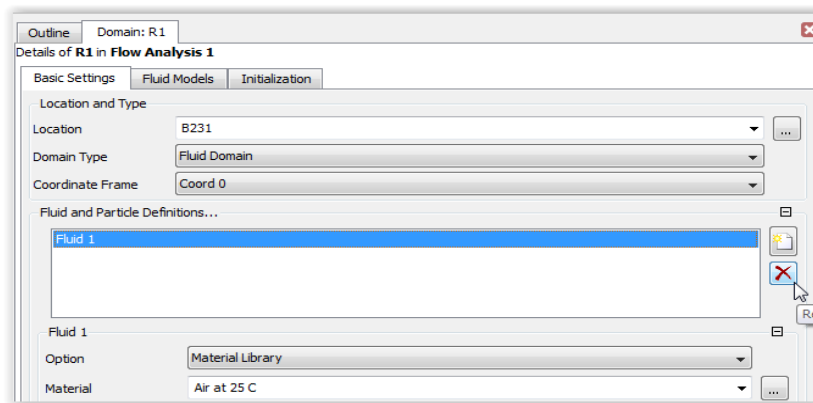 Outline Domain: R1
Details of R1 in Flow Analysis 1
Basic Settings Fluid Models Initialization
Location and Type
Location B231 ...
Domain Type Fluid Domain
Coordinate Frame Coord 0
Fluid and Particle Definitions...
Fluid 1
Fluid 1
Option Material Library
Material Air at 25 C ...